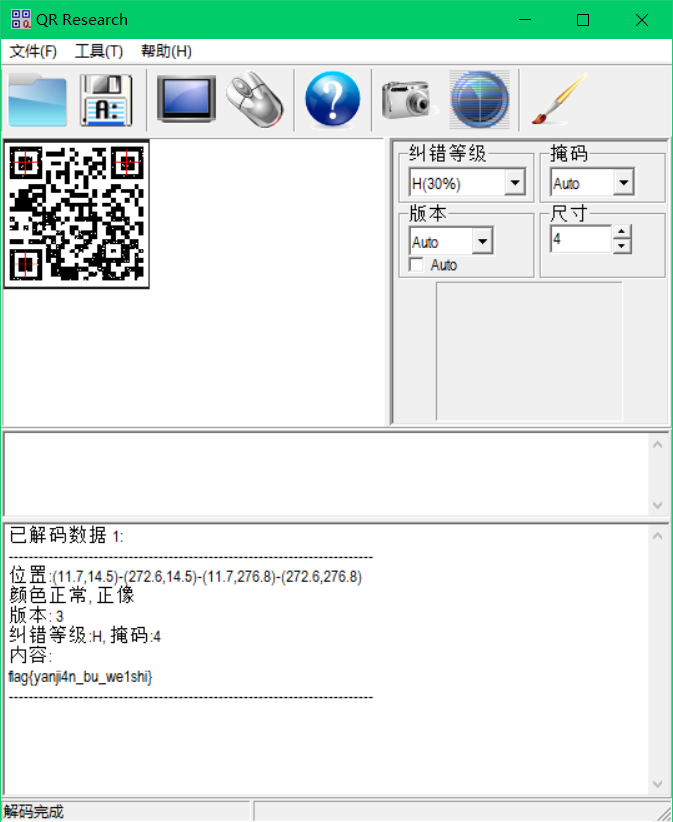 QR Research
文件(F) 工具(T) 帮助(H)
A:
?
纠错等级
掩码
H(30%)
Auto
版本
尺寸
Auto
4
Auto
已解码数据 1:
---------------------------------------------------------------------------
位置:(11.7,14.5)-(272.6,14.5)-(11.7,276.8)-(272.6,276.8)
颜色正常, 正像
版本: 3
纠错等级:H, 掩码:4
内容:
flag{yanji4n_bu_we1shi}
---------------------------------------------------------------------------
解码完成